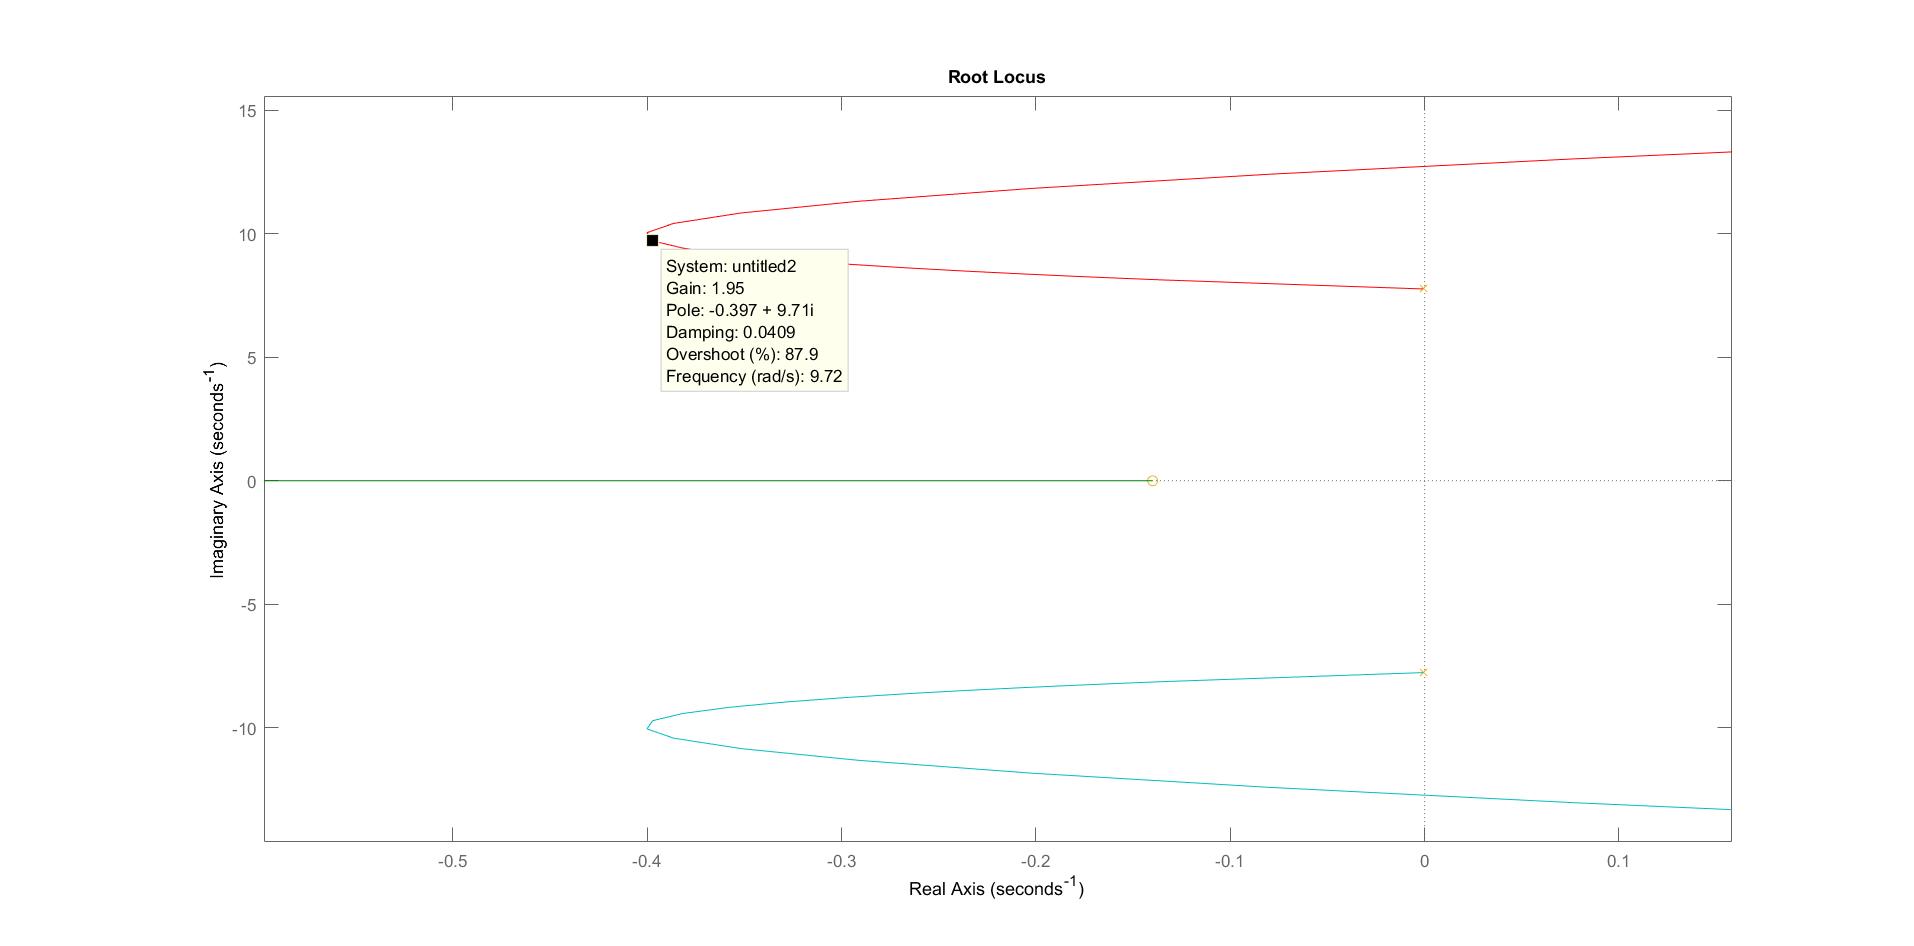 Root Locus
15
10
5
0
-5
-10
Imaginary Axis (seconds⁻¹)
System: untitled2
Gain: 1.95
Pole: -0.397 + 9.71i
Damping: 0.0409
Overshoot (%): 87.9
Frequency (rad/s): 9.72
-0.5 -0.4 -0.3 -0.2 -0.1 0 0.1
Real Axis (seconds⁻¹)